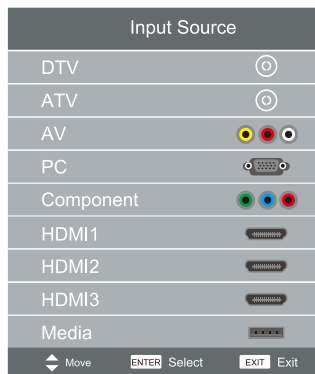 Input Source
DTV
ATV
AV
PC
Component
HDMI1
HDMI2
HDMI3
Media
Move ENTER Select EXIT Exit